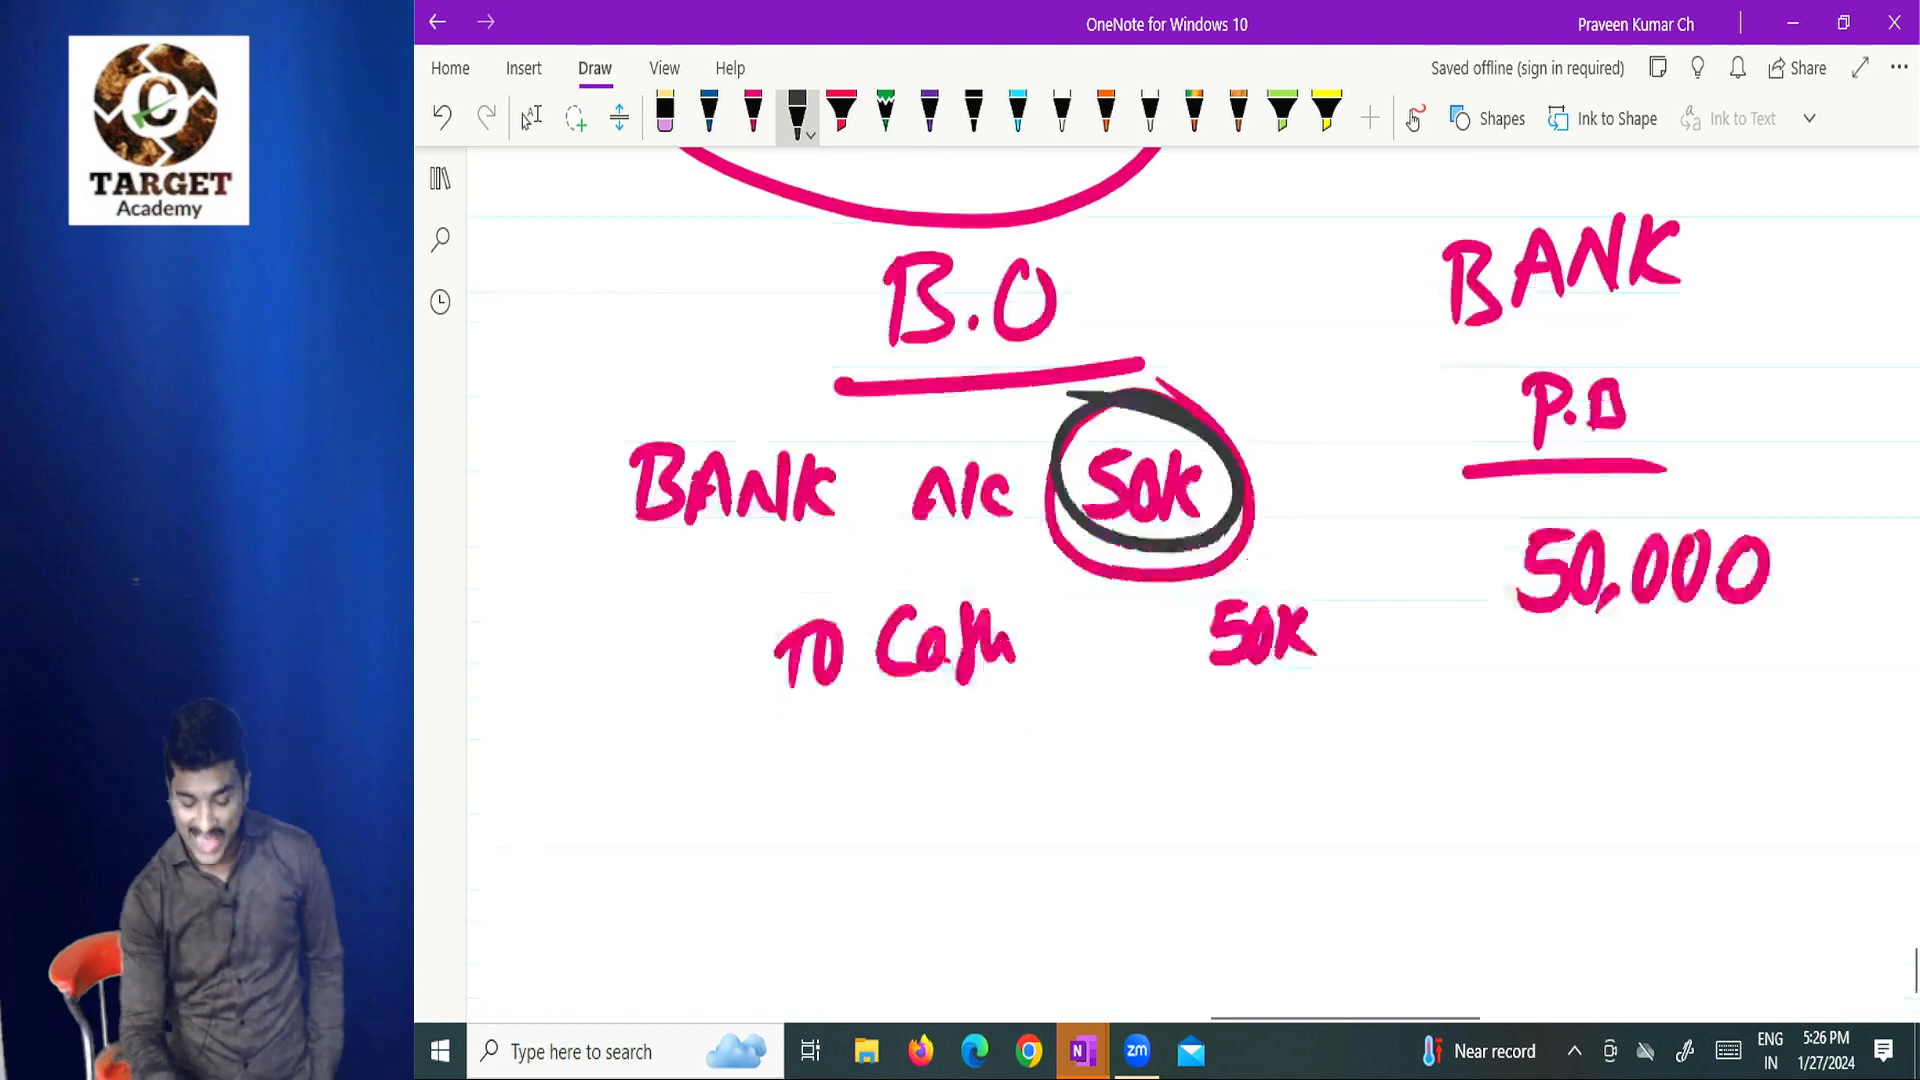 TARGET
Academy
OneNote for Windows 10
Praveen Kumar Ch
Home Insert Draw View Help
Saved offline (sign in required)
Share
Shapes
Ink to Shape
Ink to Text
B.O
BANK
P.B
BANK A/c 50K
50,000
TO Cash 50K
Type here to search
N
zm
Near record
ENG
IN
5:26 PM
1/27/2024